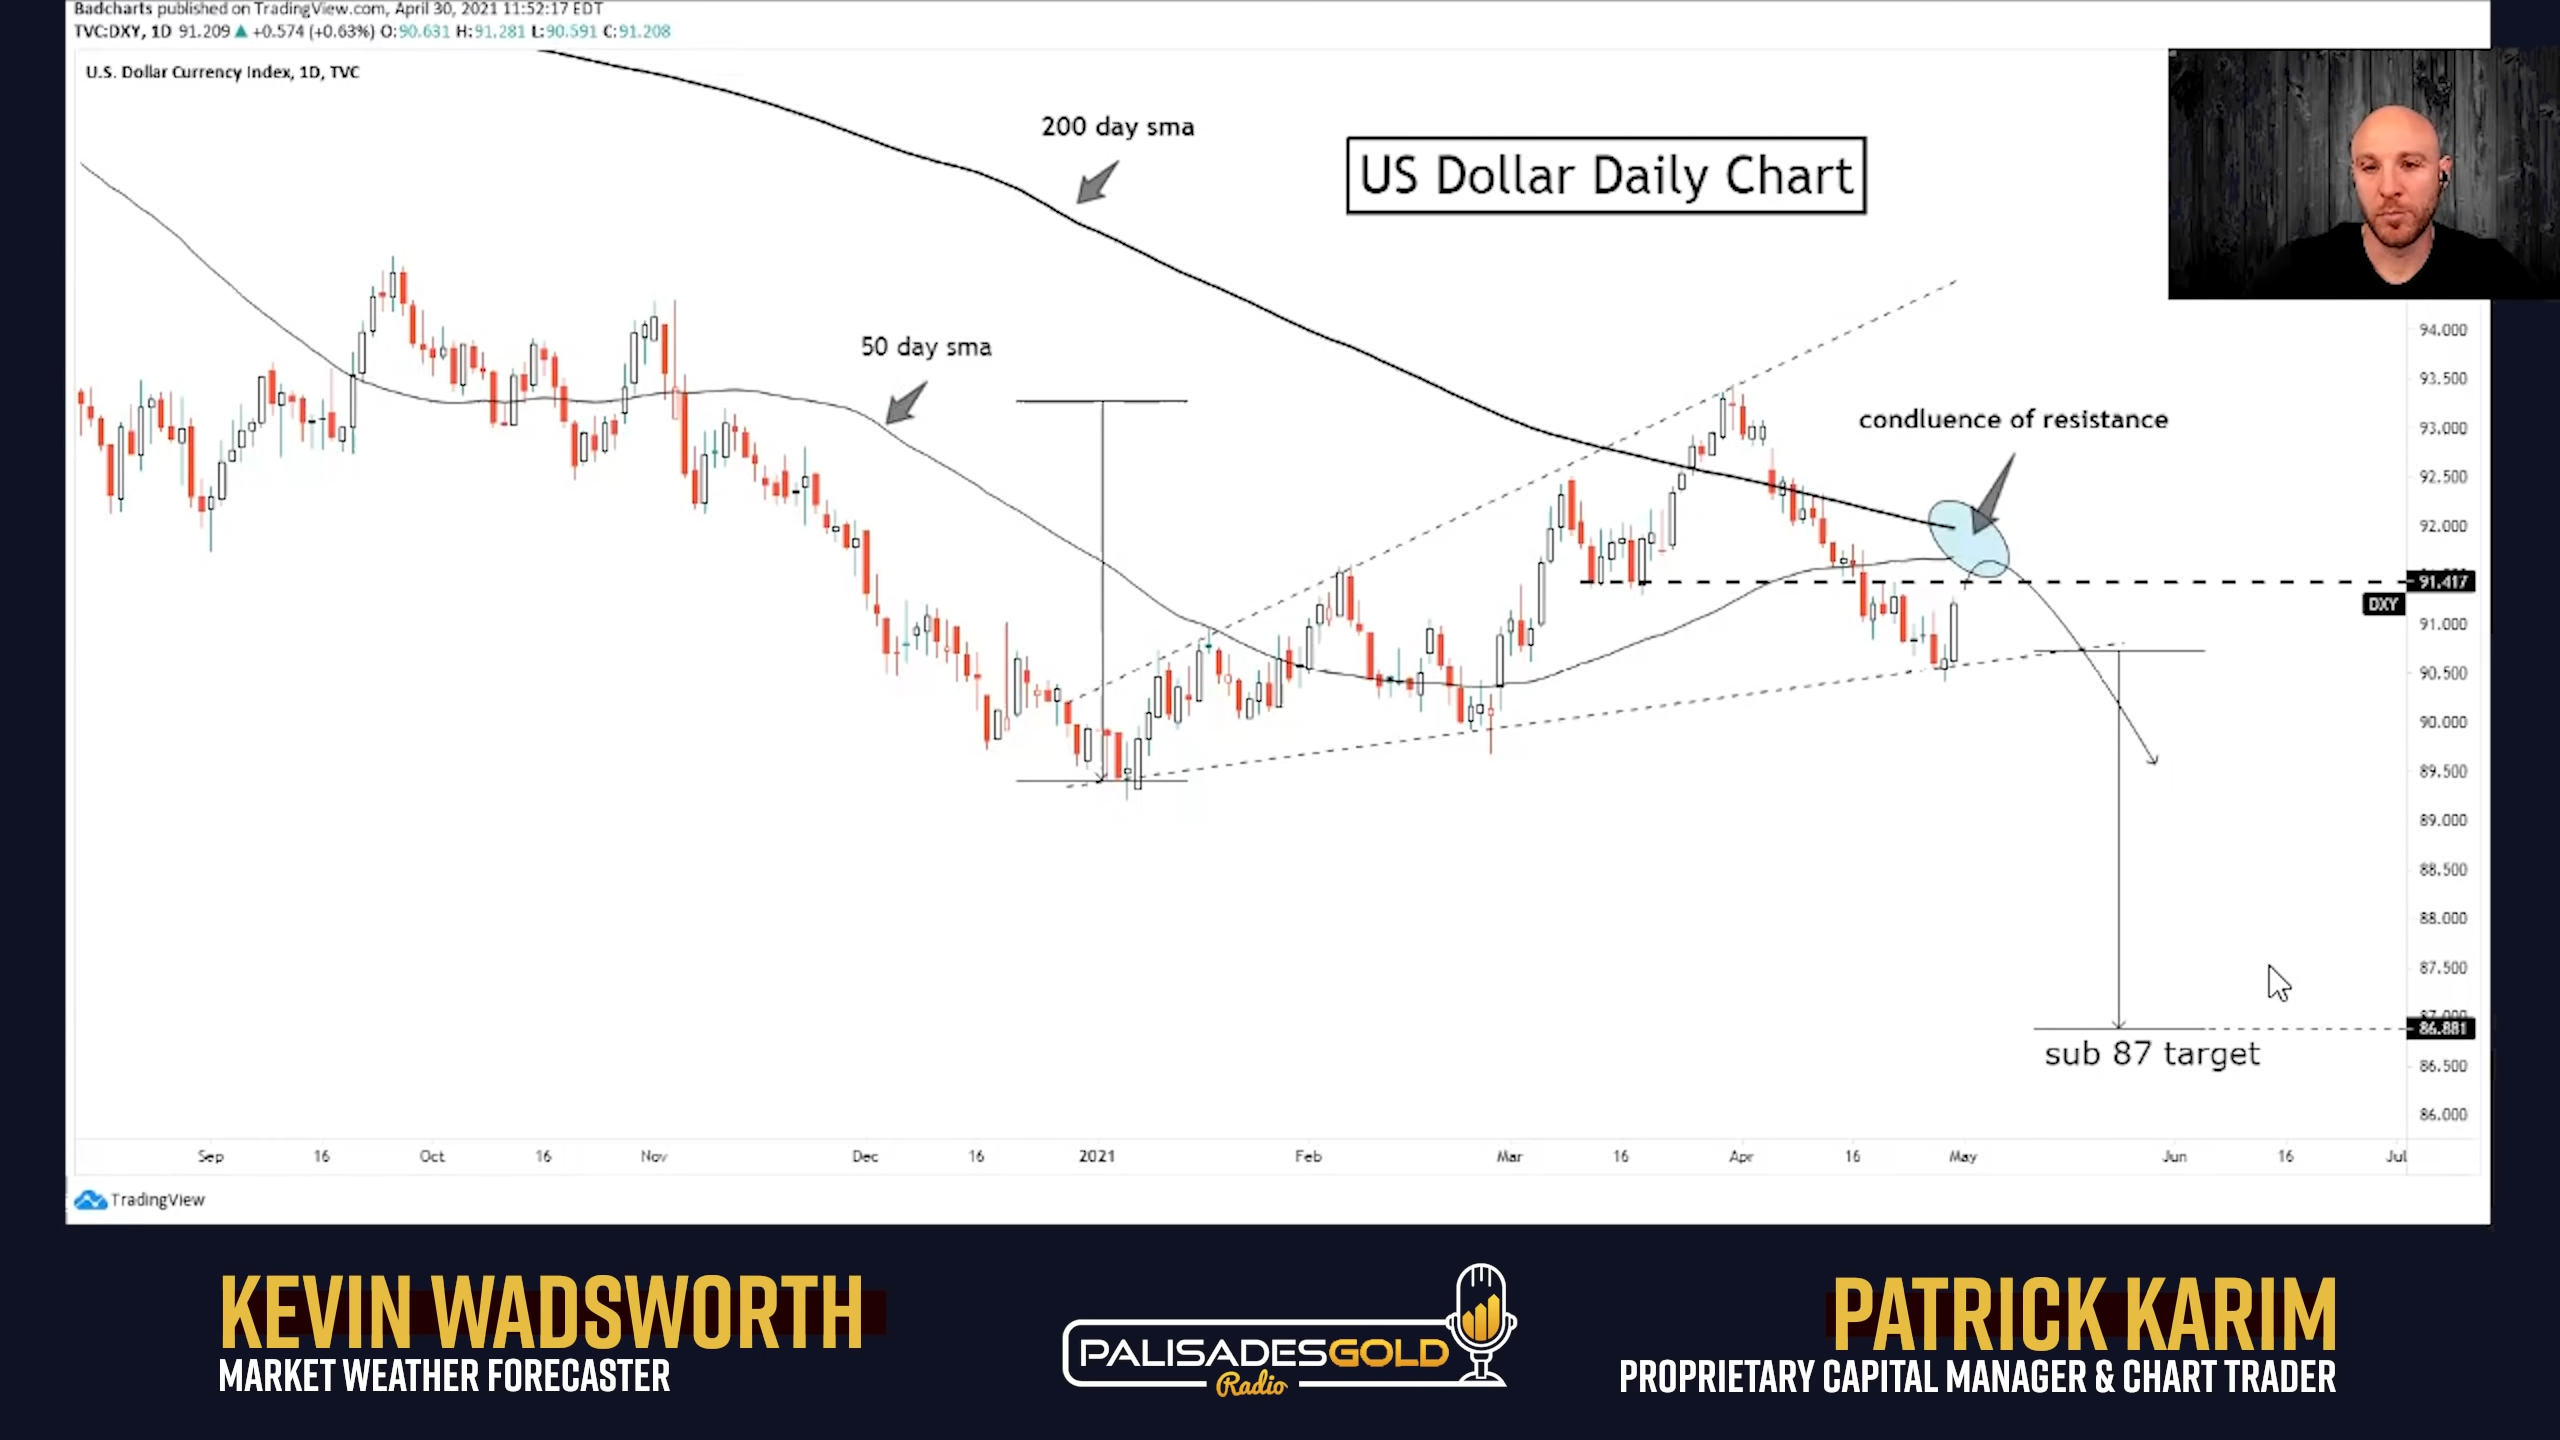 Badcharts published on TradingView.com, April 30, 2021 11:52:17 EDT
TVC:DXY, 1D 91.209 ▲ +0.574 (+0.63%) O:90.631 H:91.281 L:90.591 C:91.208
U.S. Dollar Currency Index, 1D, TVC
200 day sma
US Dollar Daily Chart
50 day sma
condluence of resistance
94.000
93.500
93.000
92.500
92.000
91.417
DXY
91.000
90.500
90.000
89.500
89.000
88.500
88.000
87.500
87.000
86.881
sub 87 target
86.500
86.000
Sep 16 Oct 16 Nov Dec 16 2021 Feb Mar 16 Apr 16 May Jun 16 Jul
TradingView
KEVIN WADSWORTH
MARKET WEATHER FORECASTER
PALISADESGOLD
Radio
PATRICK KARIM
PROPRIETARY CAPITAL MANAGER & CHART TRADER